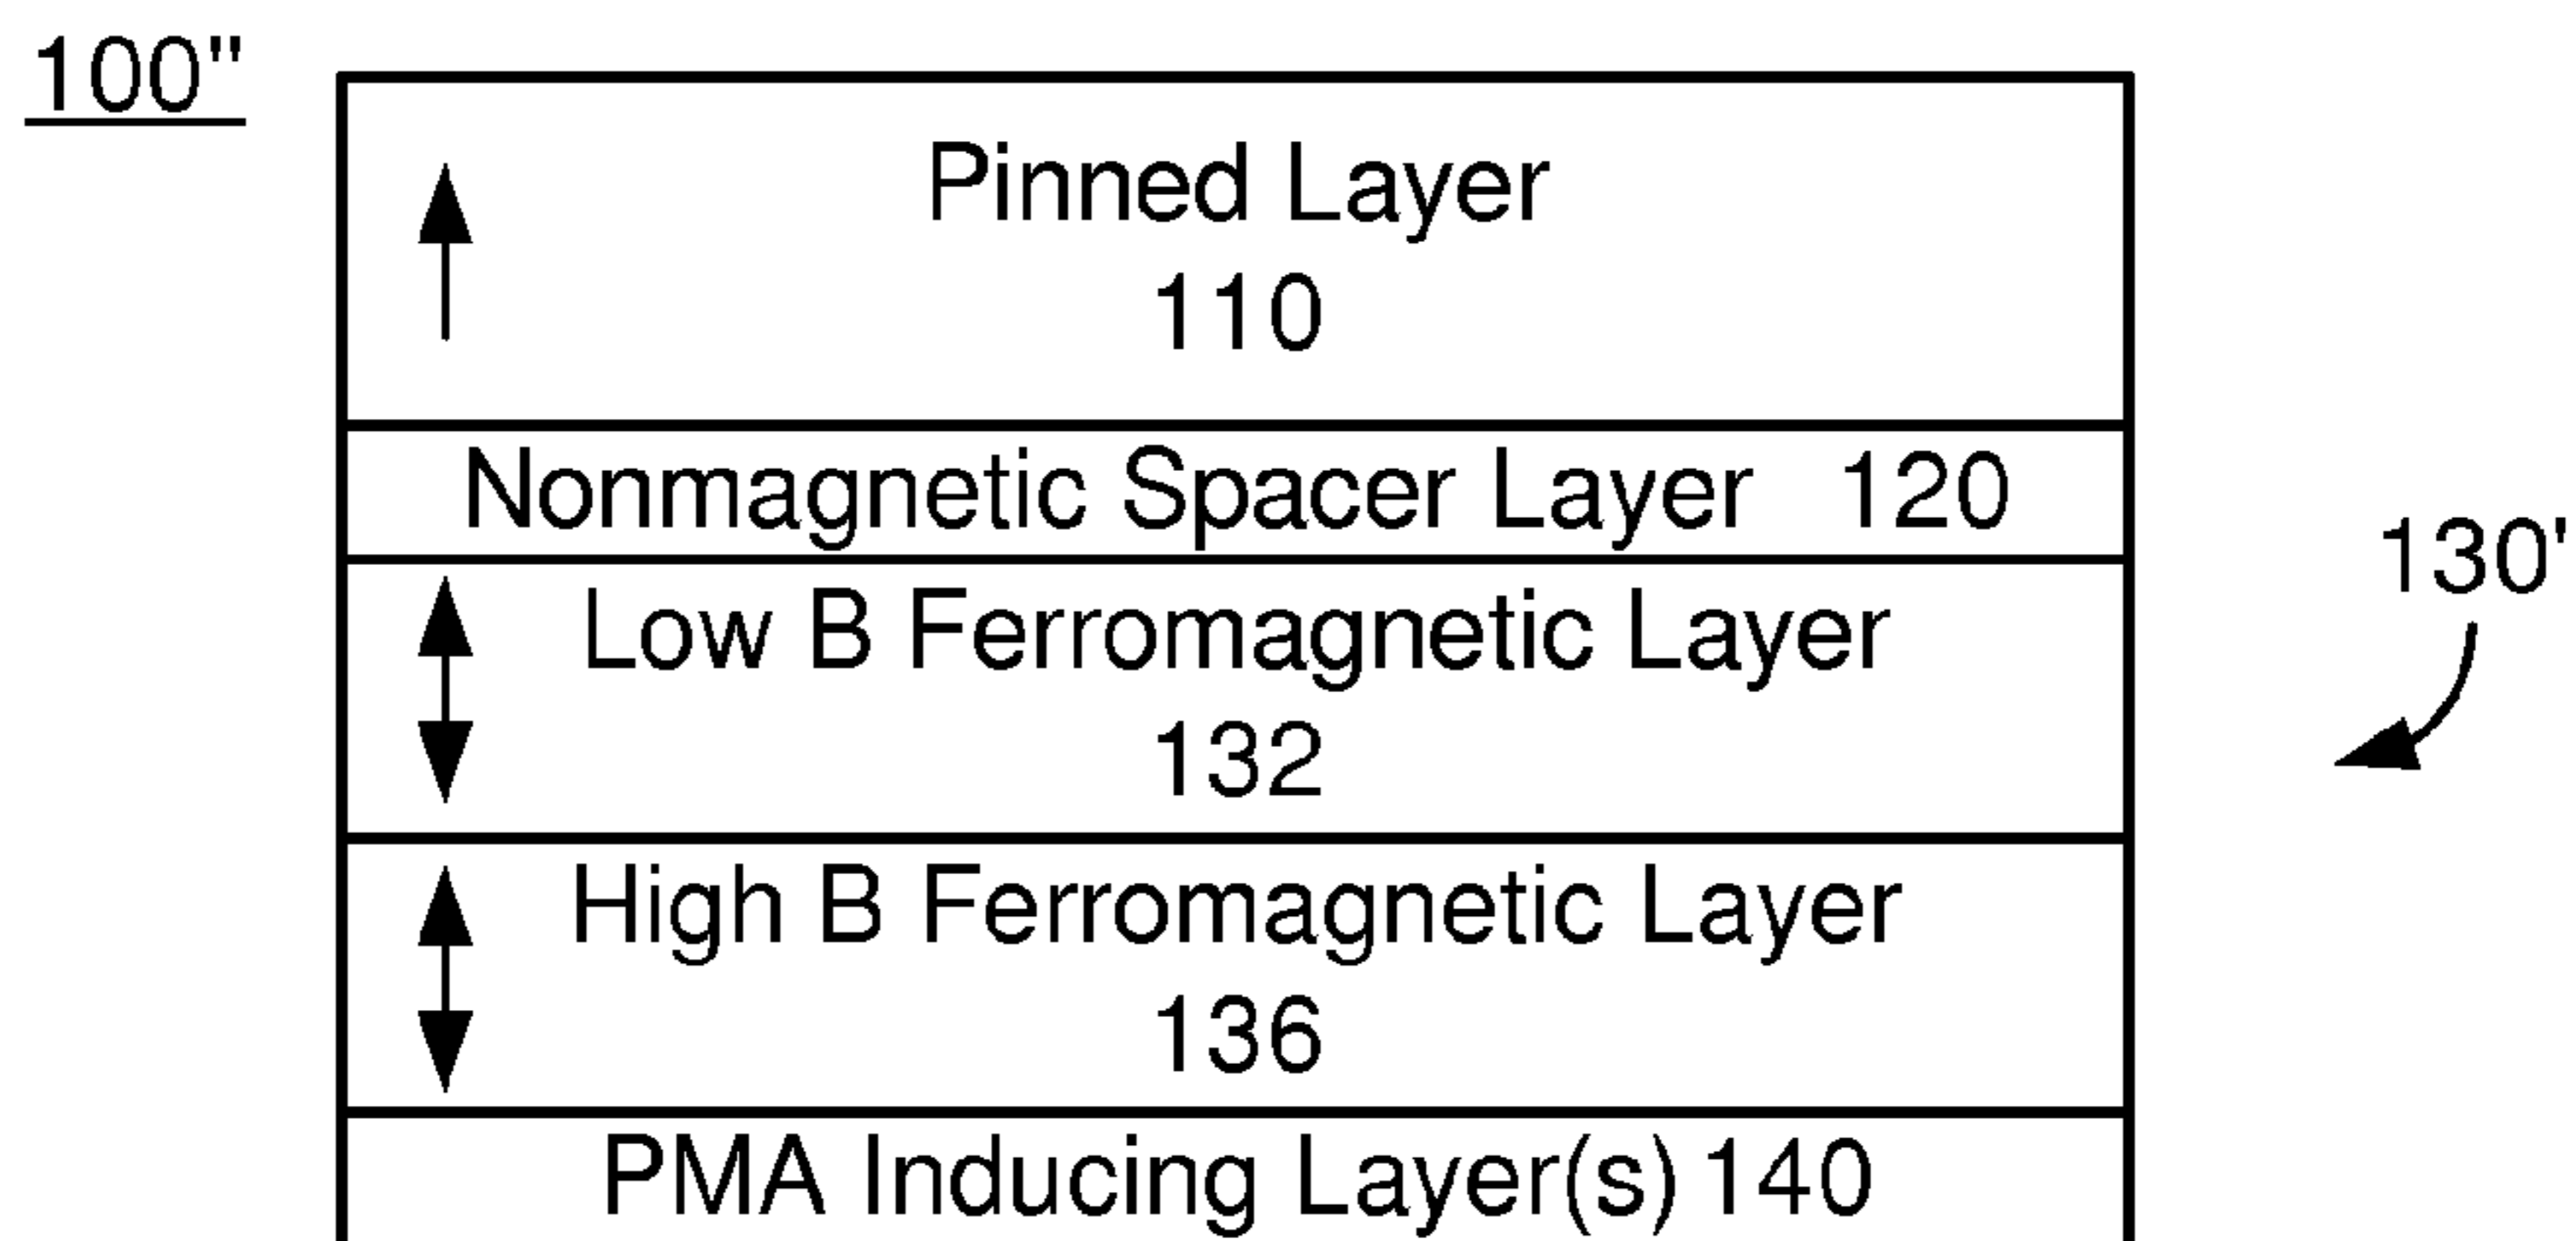 100"
Pinned Layer
110
Nonmagnetic Spacer Layer 120
130'
Low B Ferromagnetic Layer
132
High B Ferromagnetic Layer
136
PMA Inducing Layer(s) 140